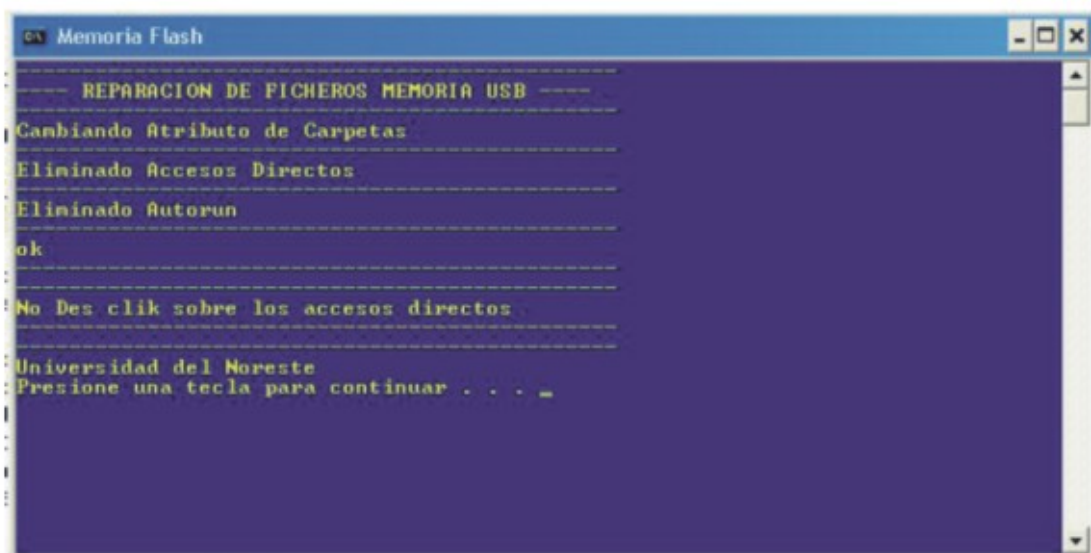 Memoria Flash
------------------------------------------------
---- REPARACION DE FICHEROS MEMORIA USB ----
------------------------------------------------
Cambiando Atributo de Carpetas
------------------------------------------------
Eliminado Accesos Directos
------------------------------------------------
Eliminado Autorun
------------------------------------------------
ok
------------------------------------------------
------------------------------------------------
No Des clik sobre los accesos directos
------------------------------------------------
------------------------------------------------
Universidad del Noreste
Presione una tecla para continuar . . . _